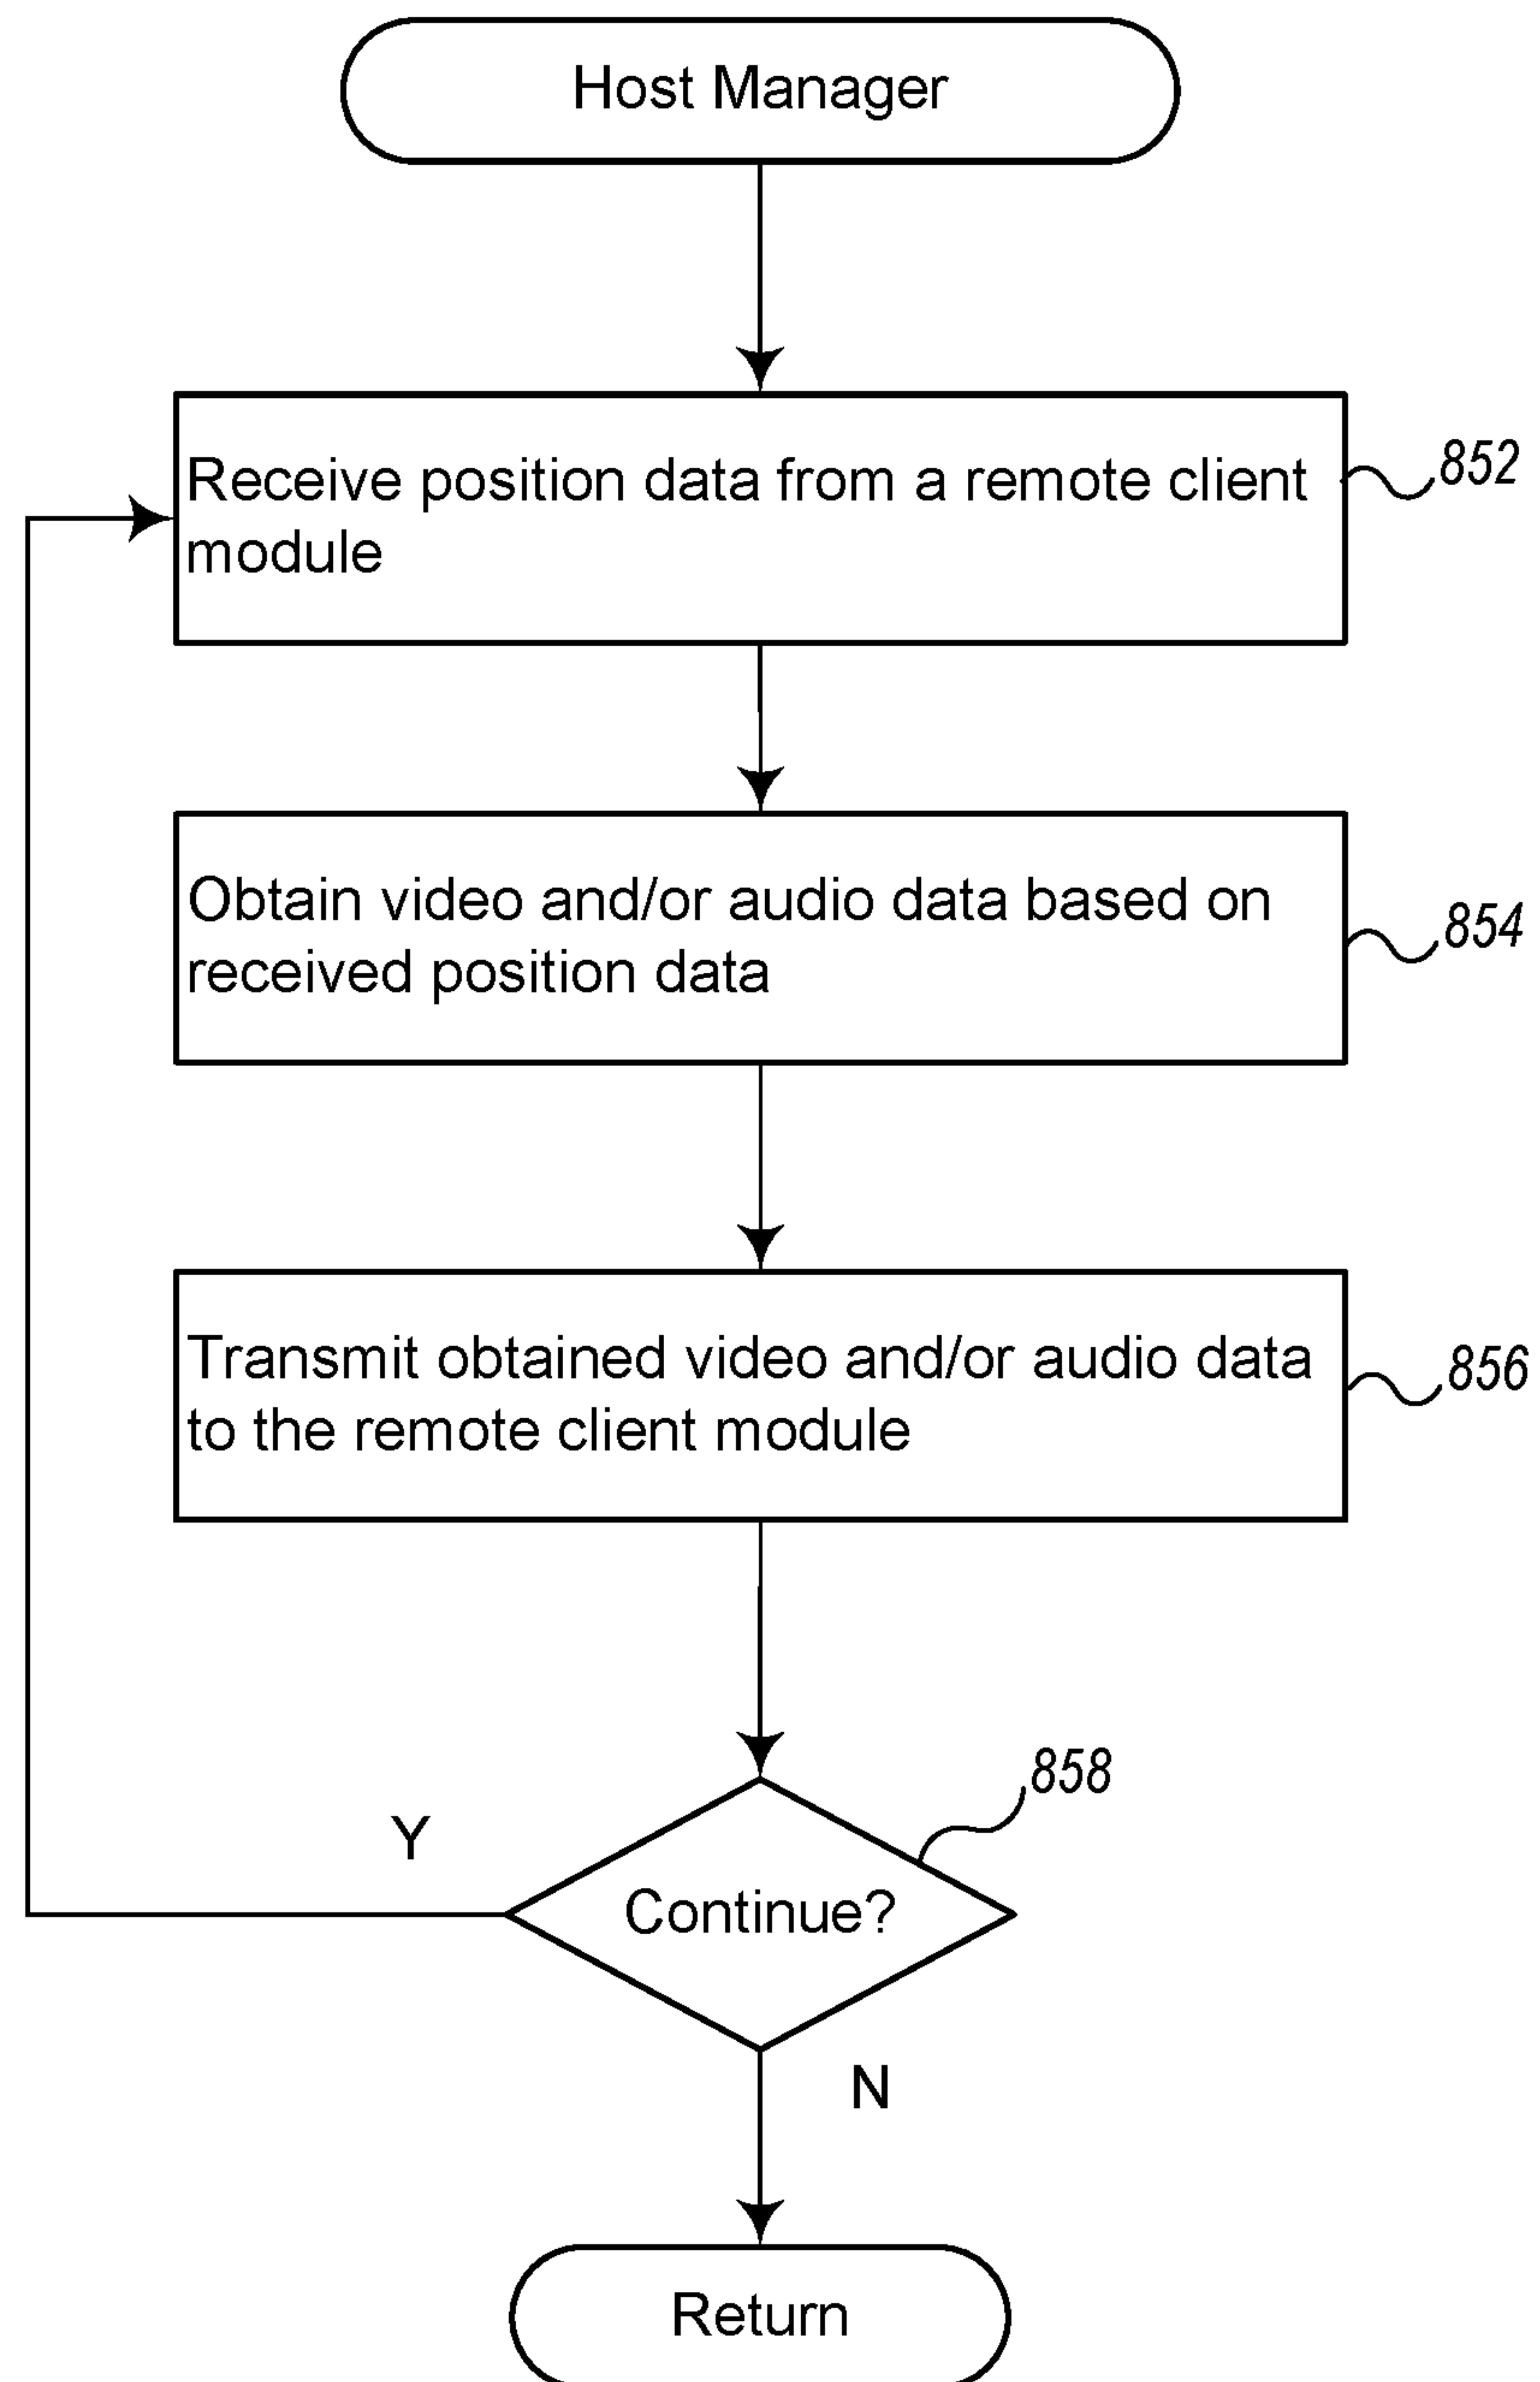 Host Manager
Receive position data from a remote client
module
852
Obtain video and/or audio data based on
received position data
854
Transmit obtained video and/or audio data
to the remote client module
856
858
Y
Continue?
N
Return